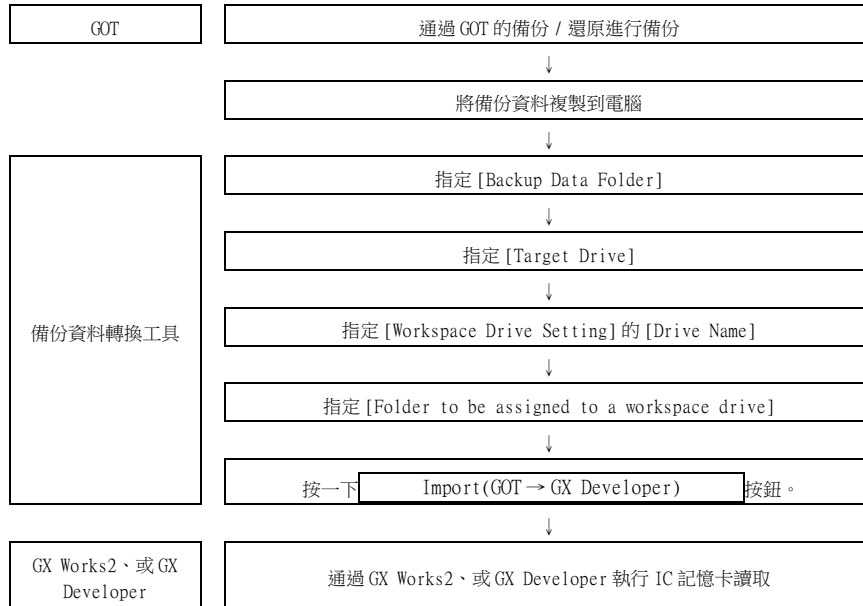 GOT
通過 GOT 的備份 / 還原進行備份
↓
將備份資料複製到電腦
↓
備份資料轉換工具
指定 [Backup Data Folder]
↓
指定 [Target Drive]
↓
指定 [Workspace Drive Setting] 的 [Drive Name]
↓
指定 [Folder to be assigned to a workspace drive]
↓
按一下 Import(GOT → GX Developer) 按鈕。
↓
GX Works2、或 GX
Developer
通過 GX Works2、或 GX Developer 執行 IC 記憶卡讀取